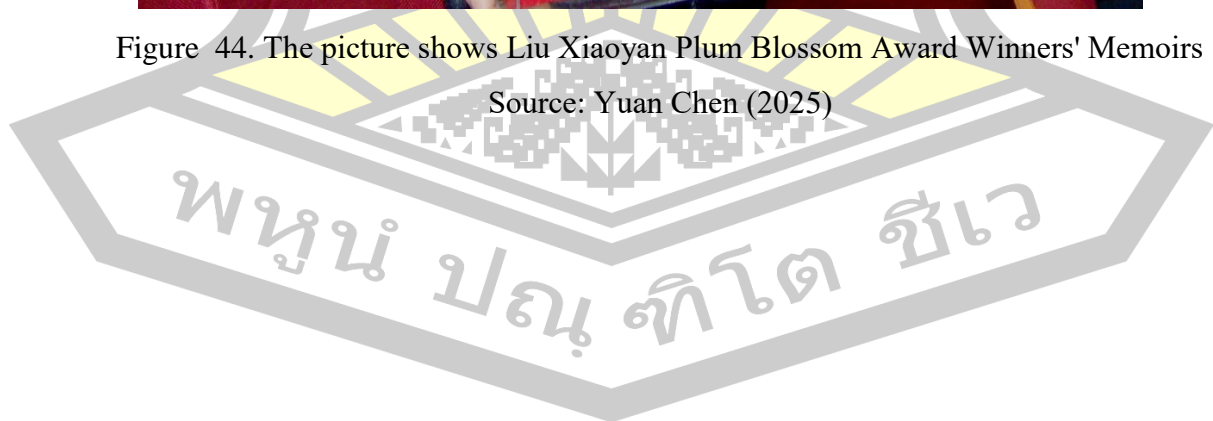 Figure  44. The picture shows Liu Xiaoyan Plum Blossom Award Winners' Memoirs
Source: Yuan Chen (2025)
พหูนํ ปณฺฑิโต ชีเว